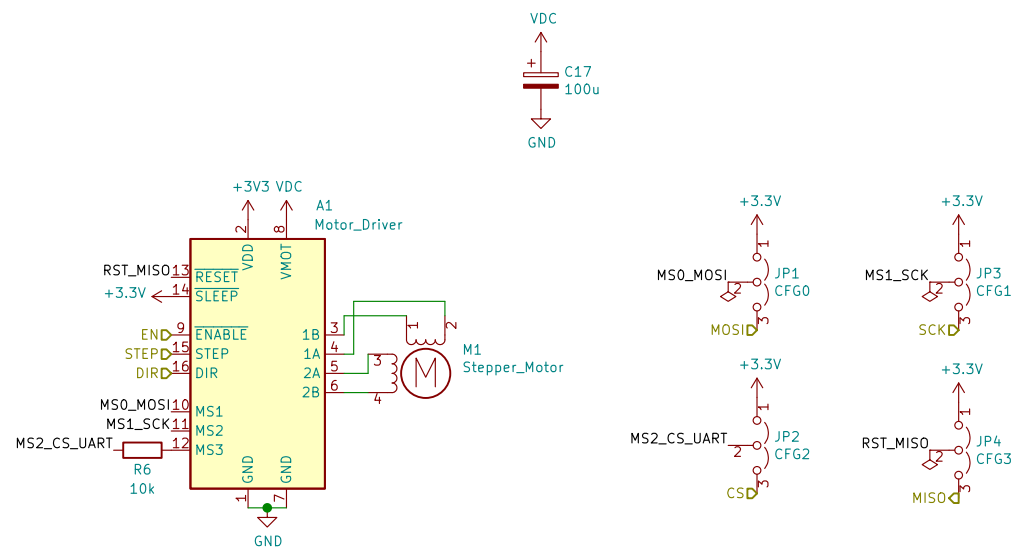 VDC
+
C17
100u
GND
+3V3 VDC
A1
Motor_Driver
2
8
VDD
VMOT
RST_MISO 13 RESET
+3.3V 14 SLEEP
EN 9 ENABLE
STEP 15 STEP
DIR 16 DIR
MS0_MOSI 10 MS1
MS1_SCK 11 MS2
MS2_CS_UART 12 MS3
R6
10k
1B 3
1A 4
2A 5
2B 6
1
2
3
4
M
M1
Stepper_Motor
GND
GND
1
7
GND
+3.3V
1
MS0_MOSI
2
JP1
CFG0
3
MOSI
+3.3V
1
MS1_SCK
2
JP3
CFG1
3
SCK
+3.3V
1
MS2_CS_UART
2
JP2
CFG2
3
CS
+3.3V
1
RST_MISO
2
JP4
CFG3
3
MISO